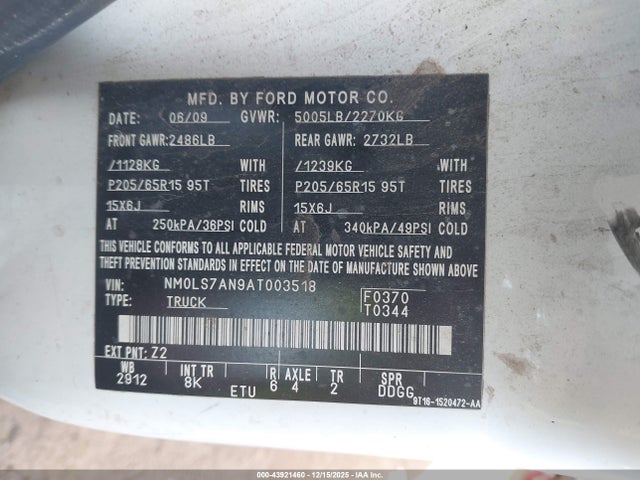 MFD. BY FORD MOTOR CO.
DATE: 06/09 GVWR: 5005LB/2270KG
FRONT GAWR: 2486LB REAR GAWR: 2732LB
/1128KG WITH /1239KG WITH
P205/65R15 95T TIRES P205/65R15 95T TIRES
15X6J RIMS 15X6J RIMS
AT 250kPA/36PSI COLD AT 340kPA/49PSI COLD
THIS VEHICLE CONFORMS TO ALL APPLICABLE FEDERAL MOTOR VEHICLE SAFETY AND
THEFT PREVENTION STANDARDS IN EFFECT ON THE DATE OF MANUFACTURE SHOWN ABOVE.
VIN: NM0LS7AN9AT003518
TYPE: TRUCK
F0370
T0344
EXT PNT: Z2
WB INT TR R AXLE TR SPR
2912 8K 6 4 2 DDGG
ETU
9T16-1520472-AA
000-43921460 - 12/15/2025 - IAAI.COM